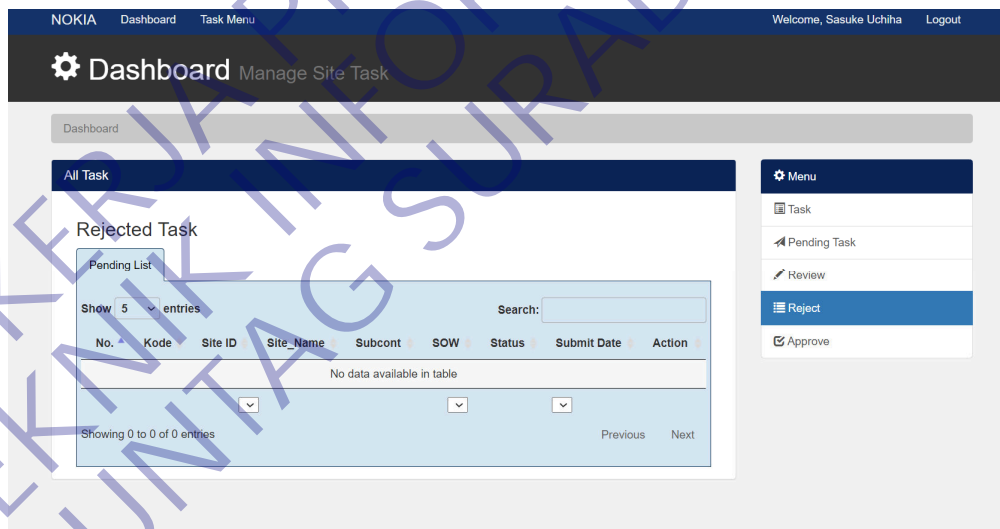 NOKIA Dashboard Task Menu Welcome, Sasuke Uchiha Logout
Dashboard Manage Site Task
Dashboard
All Task
Rejected Task
Pending List
Show 5 entries Search:
No. Kode Site ID Site_Name Subcont SOW Status Submit Date Action
No data available in table
Showing 0 to 0 of 0 entries Previous Next
Menu
Task
Pending Task
Review
Reject
Approve